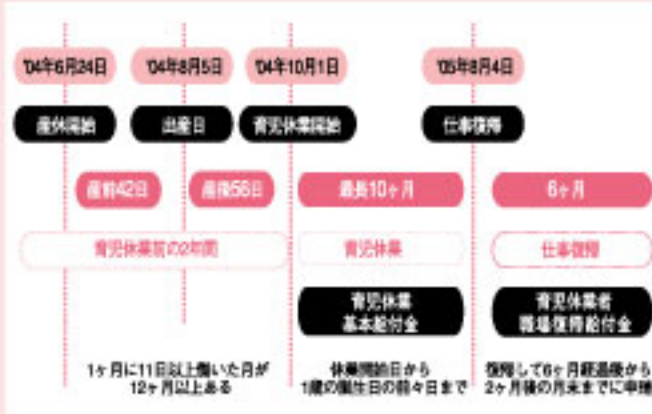 '04年6月24日
'04年8月5日
'04年10月1日
'05年8月4日
産休開始
出産日
育児休業開始
仕事復帰
産前42日
産後56日
最長10ヶ月
6ヶ月
育児休業前の2年間
育児休業
仕事復帰
育児休業
基本給付金
育児休業者
職場復帰給付金
1ヶ月に11日以上働いた月が
12ヶ月以上ある
休業開始日から
1歳の誕生日の前々日まで
復帰して6ヶ月経過後から
2ヶ月後の月末までに申請